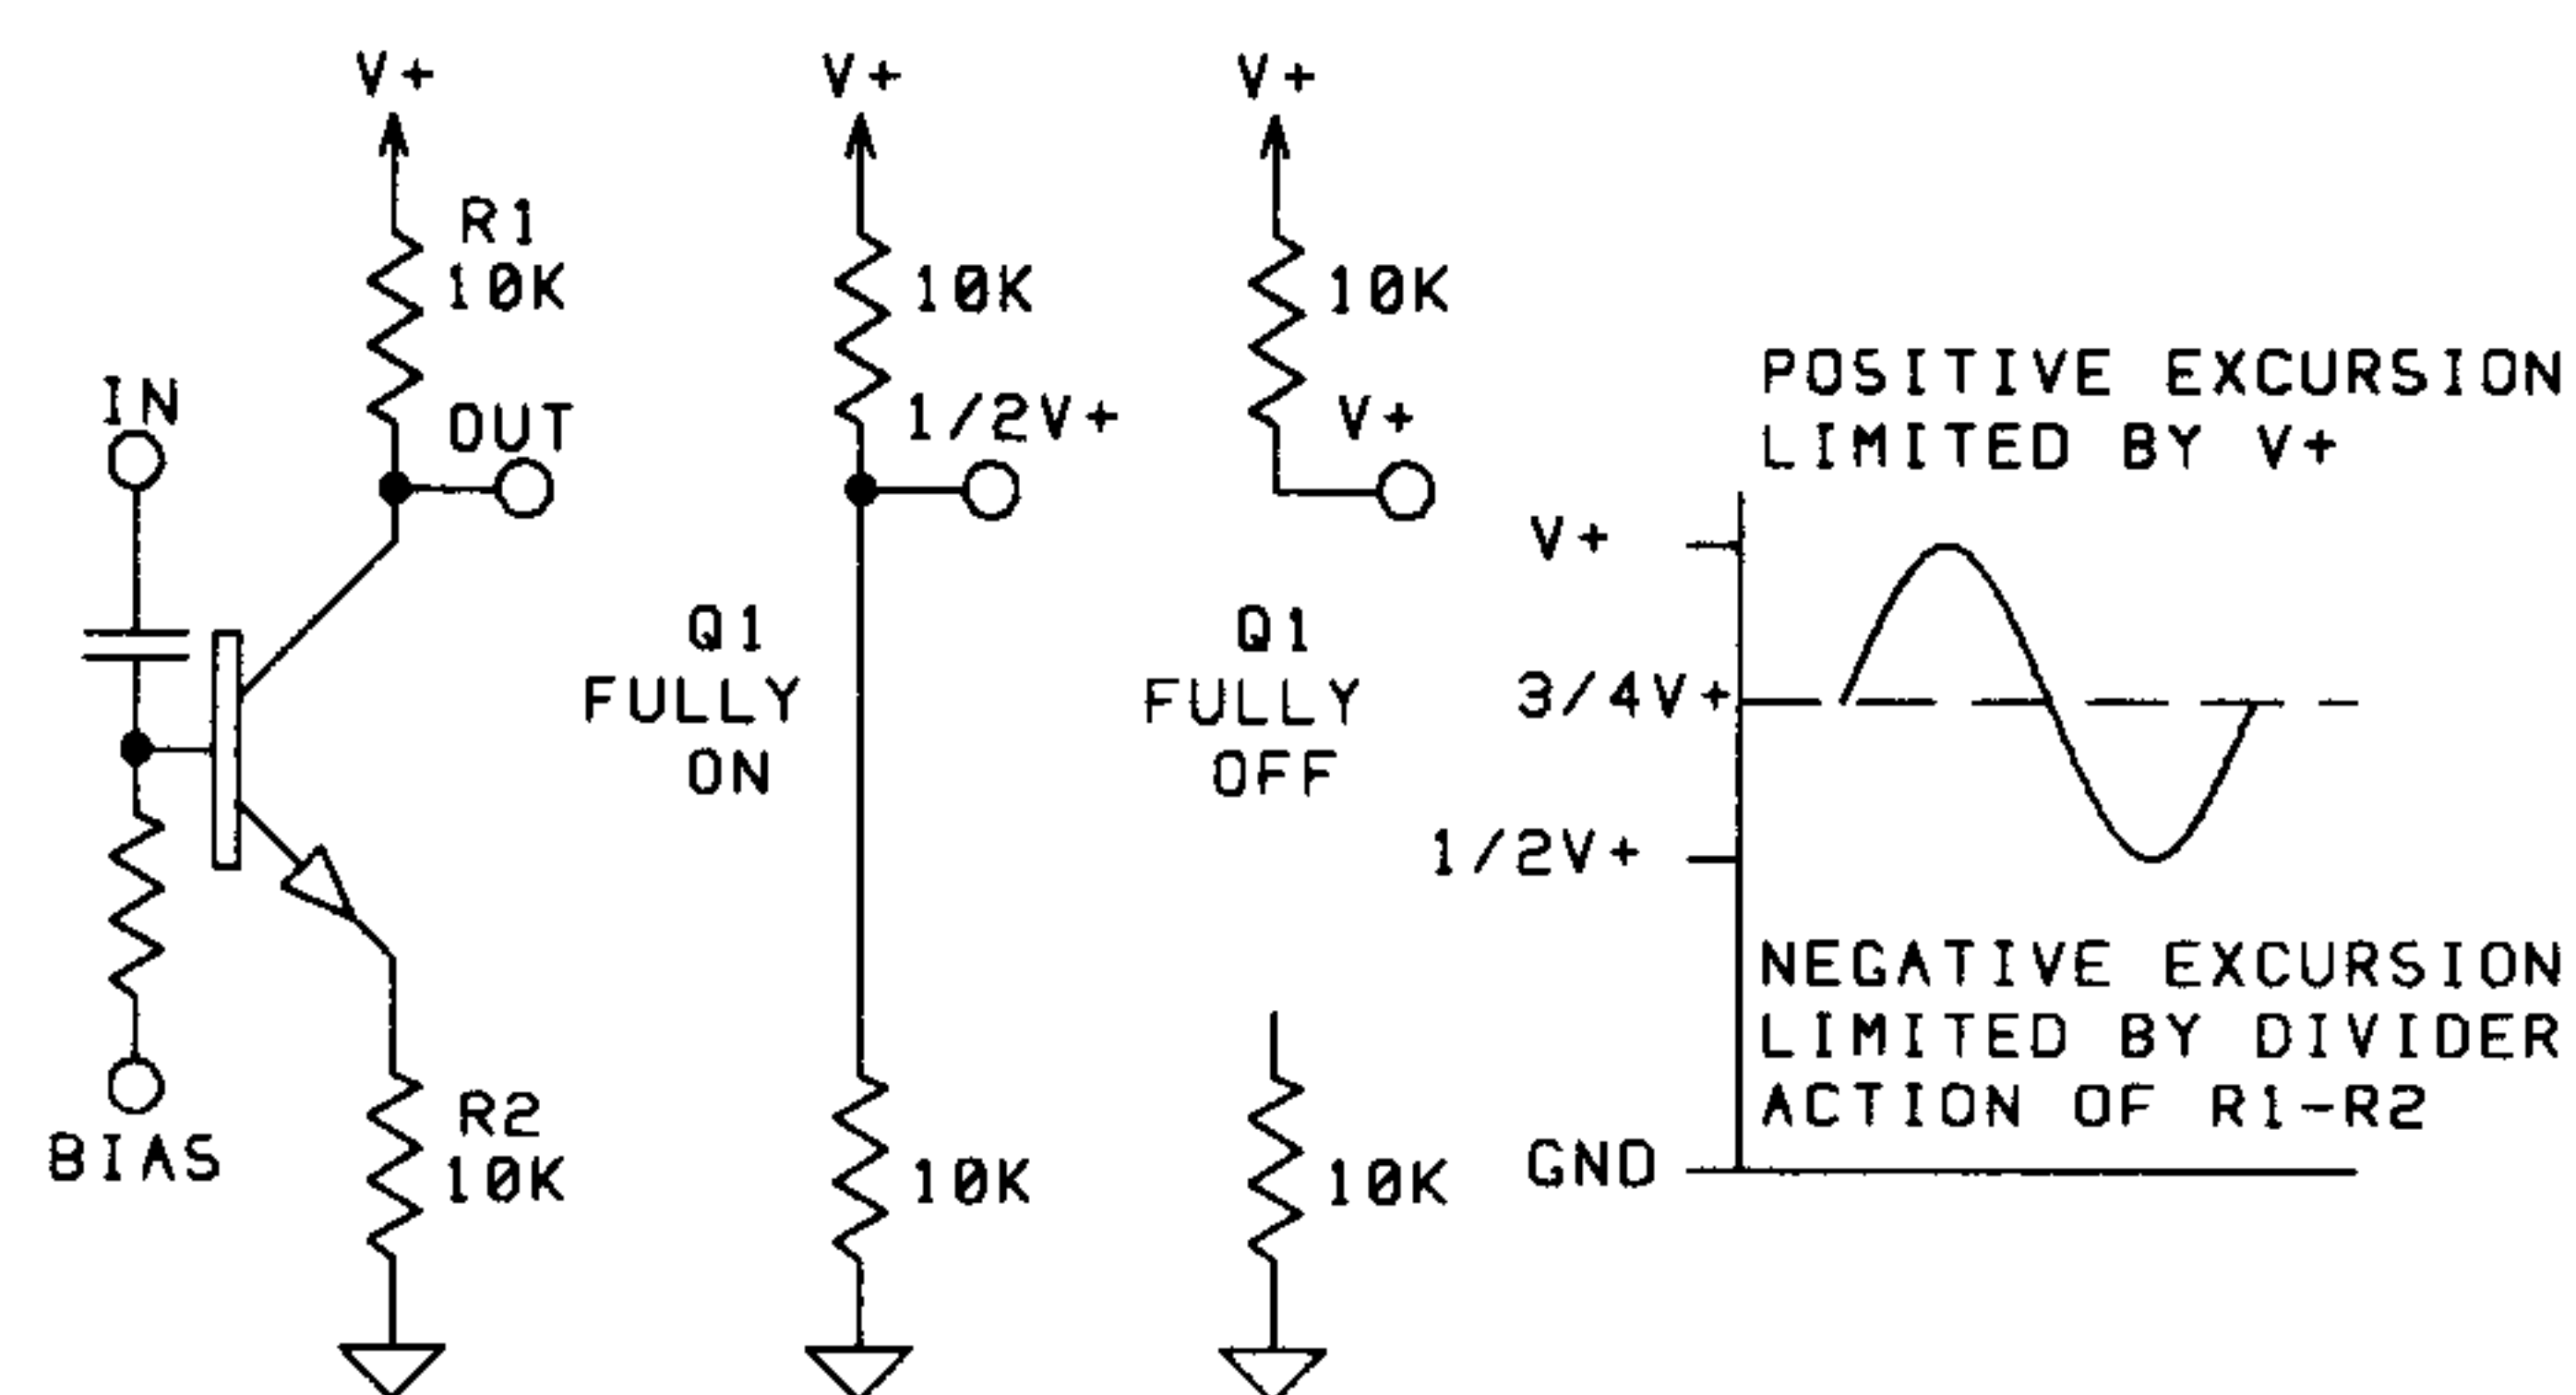 V+
R1
10K
IN
OUT
BIAS
R2
10K
V+
10K
1/2V+
Q1
FULLY
ON
10K
V+
10K
V+
Q1
FULLY
OFF
10K
POSITIVE EXCURSION
LIMITED BY V+
V+
3/4V+
1/2V+
NEGATIVE EXCURSION
LIMITED BY DIVIDER
ACTION OF R1-R2
GND